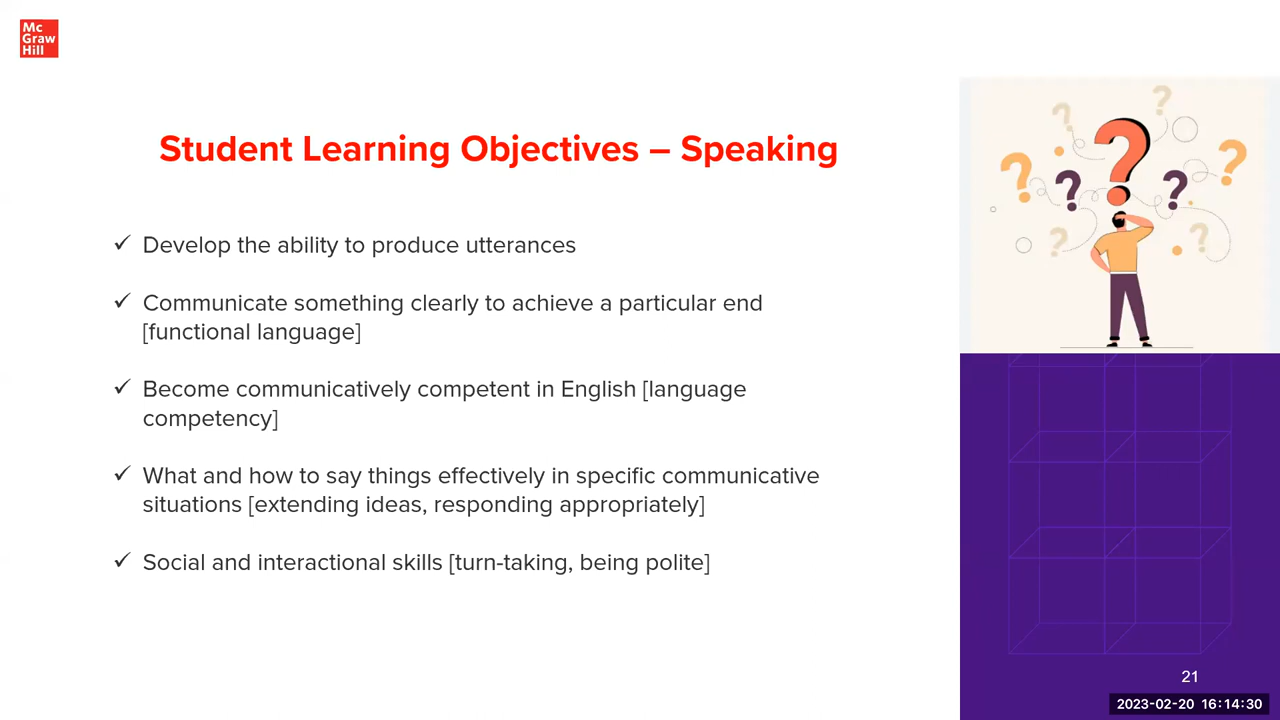 Mc
Graw
Hill
Student Learning Objectives – Speaking
✓ Develop the ability to produce utterances
✓ Communicate something clearly to achieve a particular end
[functional language]
✓ Become communicatively competent in English [language
competency]
✓ What and how to say things effectively in specific communicative
situations [extending ideas, responding appropriately]
✓ Social and interactional skills [turn-taking, being polite]
? ? ? ? ? ? ? ? ?
21
2023-02-20 16:14:30